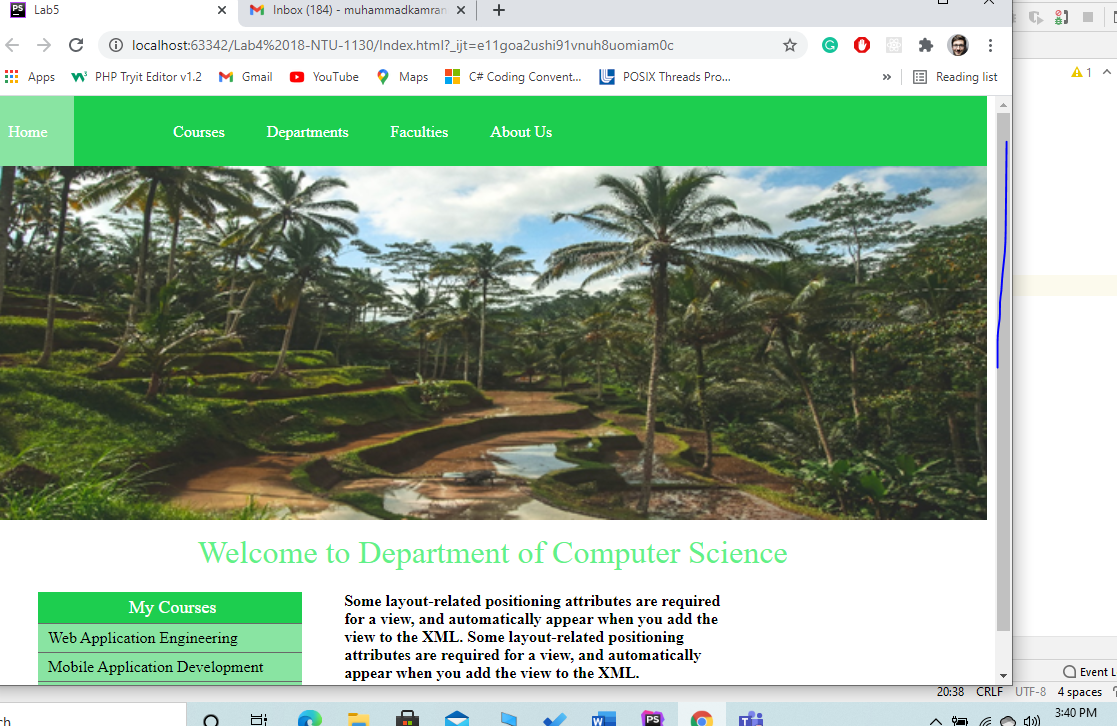 PS Lab5
Inbox (184) - muhammadkamran
localhost:63342/Lab4%2018-NTU-1130/Index.html?_ijt=e11goa2ushi91vnuh8uomiam0c
Apps PHP Tryit Editor v1.2 Gmail YouTube Maps C# Coding Convent... POSIX Threads Pro... » Reading list
1
Home Courses Departments Faculties About Us
Welcome to Department of Computer Science
My Courses
Web Application Engineering
Mobile Application Development
Some layout-related positioning attributes are required
for a view, and automatically appear when you add the
view to the XML. Some layout-related positioning
attributes are required for a view, and automatically
appear when you add the view to the XML.
Event L
20:38 CRLF UTF-8 4 spaces
ch
3:40 PM